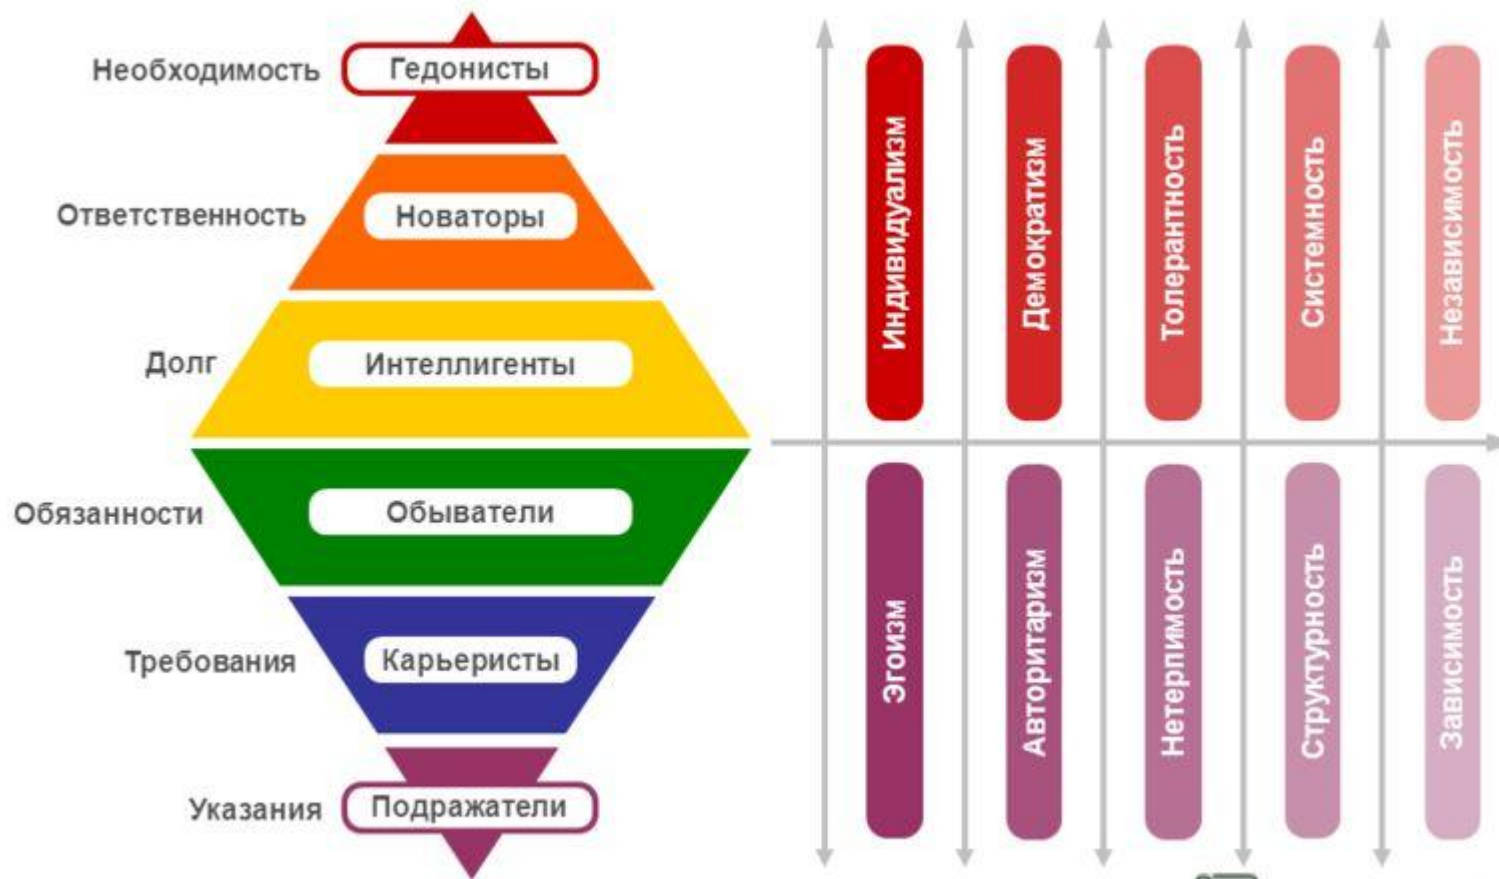 Необходимость
Гедонисты
Ответственность
Новаторы
Долг
Интеллигенты
Обязанности
Обыватели
Требования
Карьеристы
Указания
Подражатели
Индивидуализм
Демократизм
Толерантность
Системность
Независимость
Эгоизм
Авторитаризм
Нетерпимость
Структурность
Зависимость